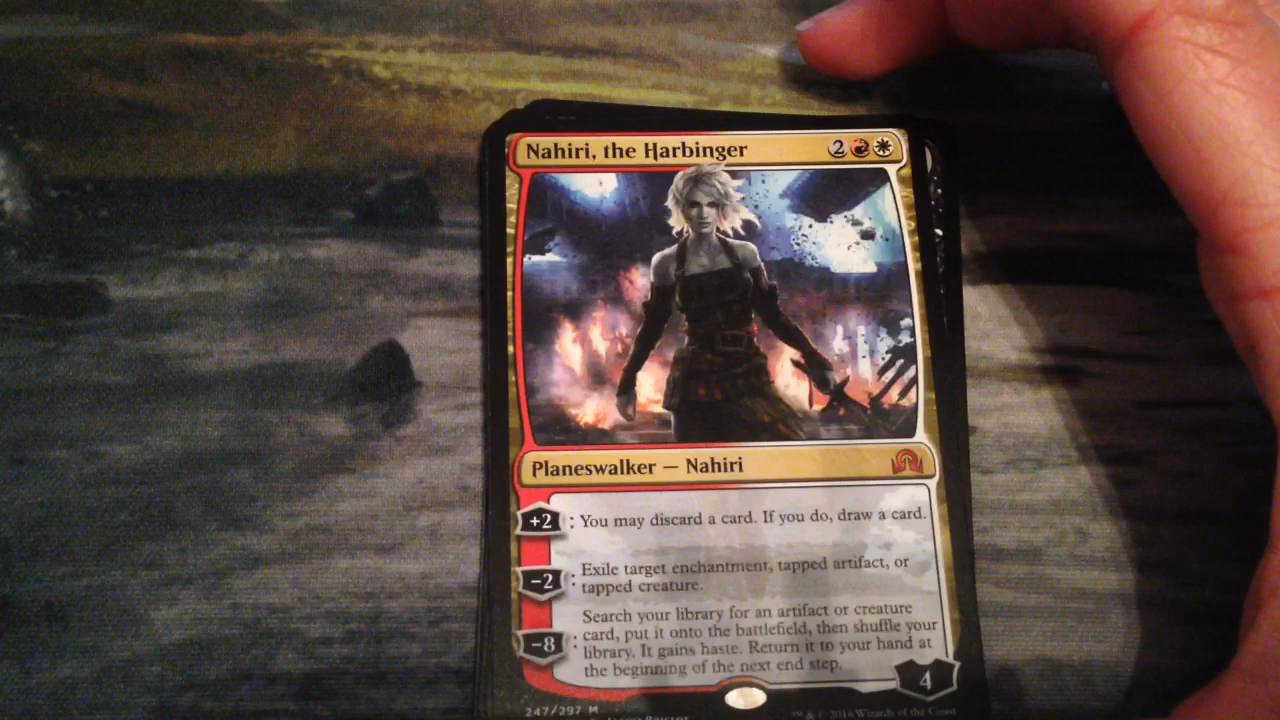 Nahiri, the Harbinger 2
Planeswalker — Nahiri
+2 : You may discard a card. If you do, draw a card.
−2 : Exile target enchantment, tapped artifact, or
tapped creature.
Search your library for an artifact or creature
−8 : card, put it onto the battlefield, then shuffle your
library. It gains haste. Return it to your hand at
the beginning of the next end step.
4
247/297 M
™ & © 2016 Wizards of the Coast